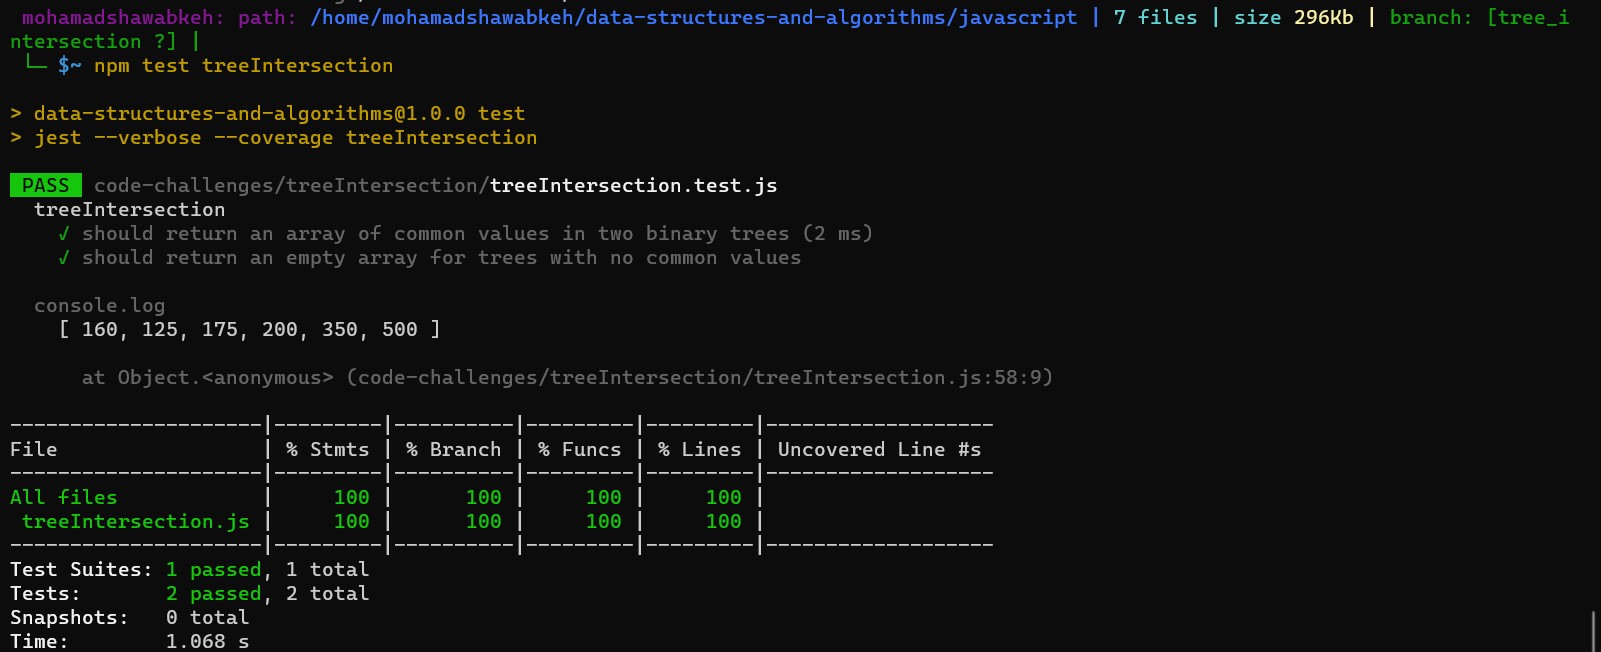 mohamadshawabkeh: path: /home/mohamadshawabkeh/data-structures-and-algorithms/javascript | 7 files | size 296Kb | branch: [tree_i
ntersection ?] |
└─ $~ npm test treeIntersection
> data-structures-and-algorithms@1.0.0 test
> jest --verbose --coverage treeIntersection
PASS code-challenges/treeIntersection/treeIntersection.test.js
treeIntersection
√ should return an array of common values in two binary trees (2 ms)
√ should return an empty array for trees with no common values
console.log
[ 160, 125, 175, 200, 350, 500 ]
at Object.<anonymous> (code-challenges/treeIntersection/treeIntersection.js:58:9)
---------------------|---------|----------|---------|---------|-------------------
File                 | % Stmts | % Branch | % Funcs | % Lines | Uncovered Line #s
---------------------|---------|----------|---------|---------|-------------------
All files            |     100 |      100 |     100 |     100 |
treeIntersection.js |     100 |      100 |     100 |     100 |
---------------------|---------|----------|---------|---------|-------------------
Test Suites: 1 passed, 1 total
Tests:       2 passed, 2 total
Snapshots:   0 total
Time:        1.068 s